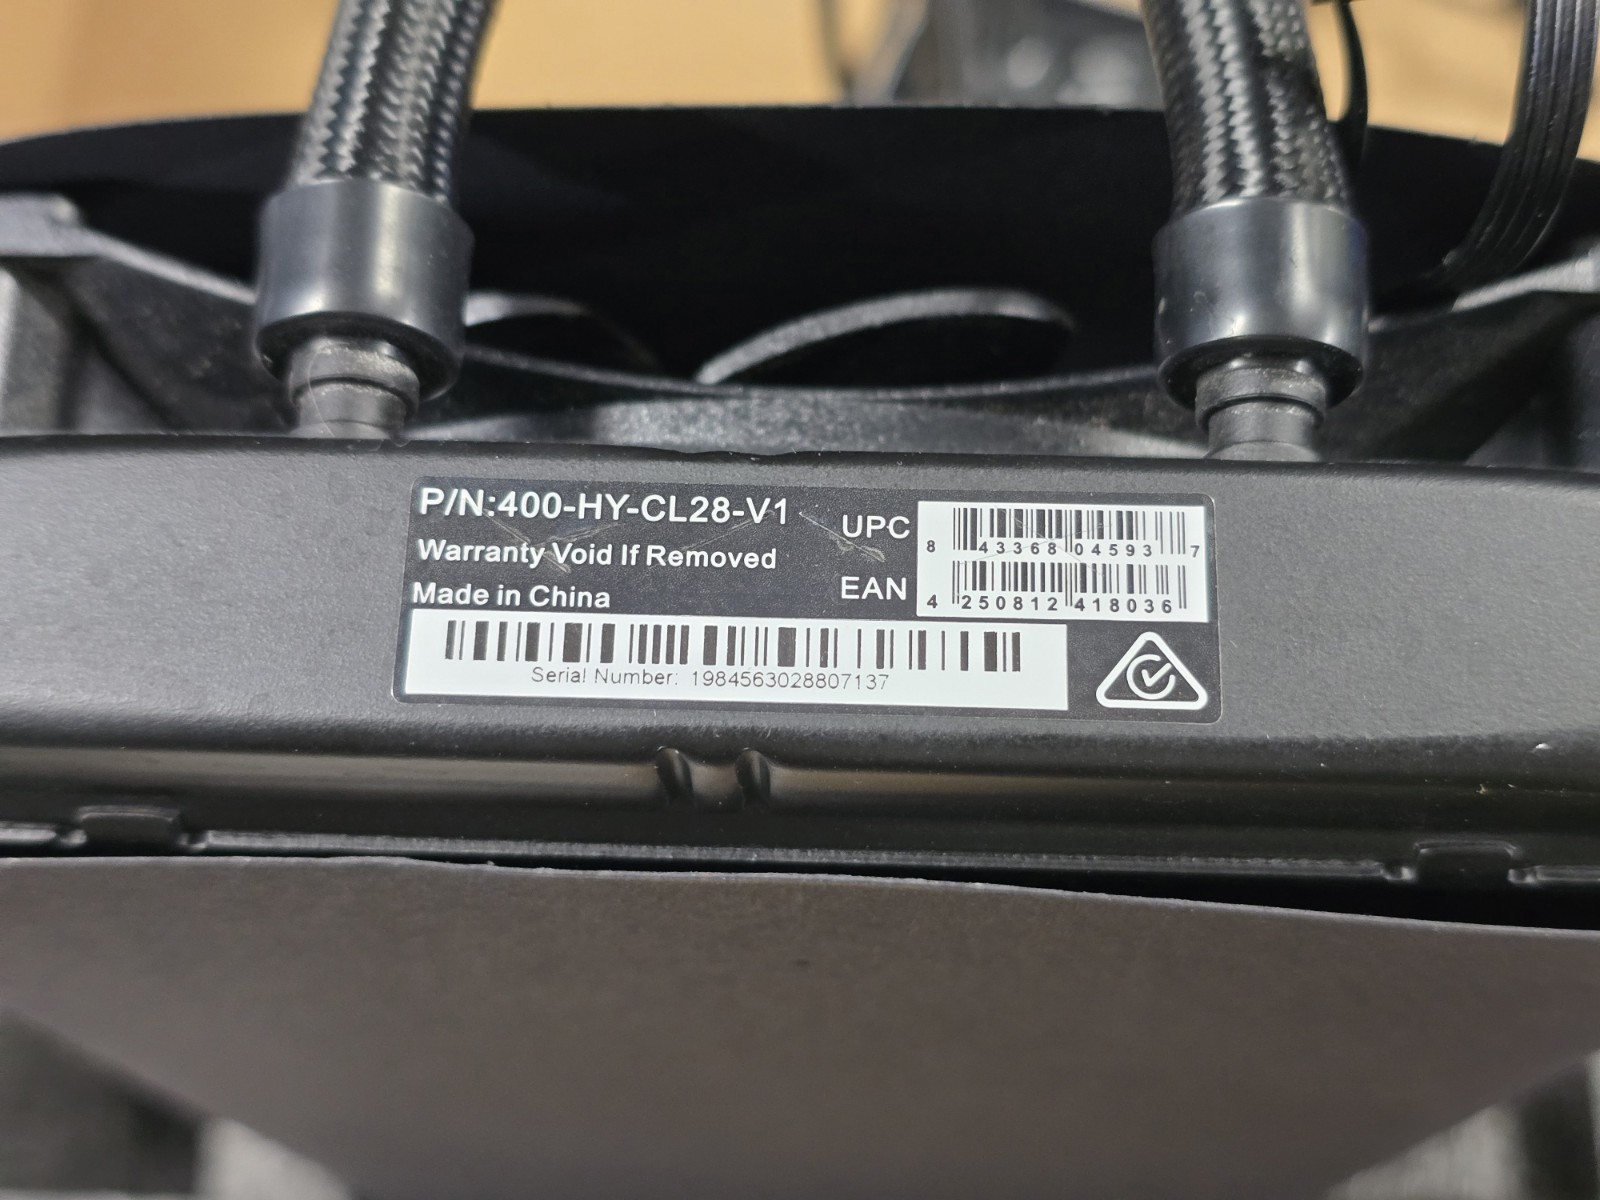 P/N:400-HY-CL28-V1
Warranty Void If Removed
Made in China
UPC
8 43368 04593 7
EAN
4 250812 418036
Serial Number: 1984563028807137